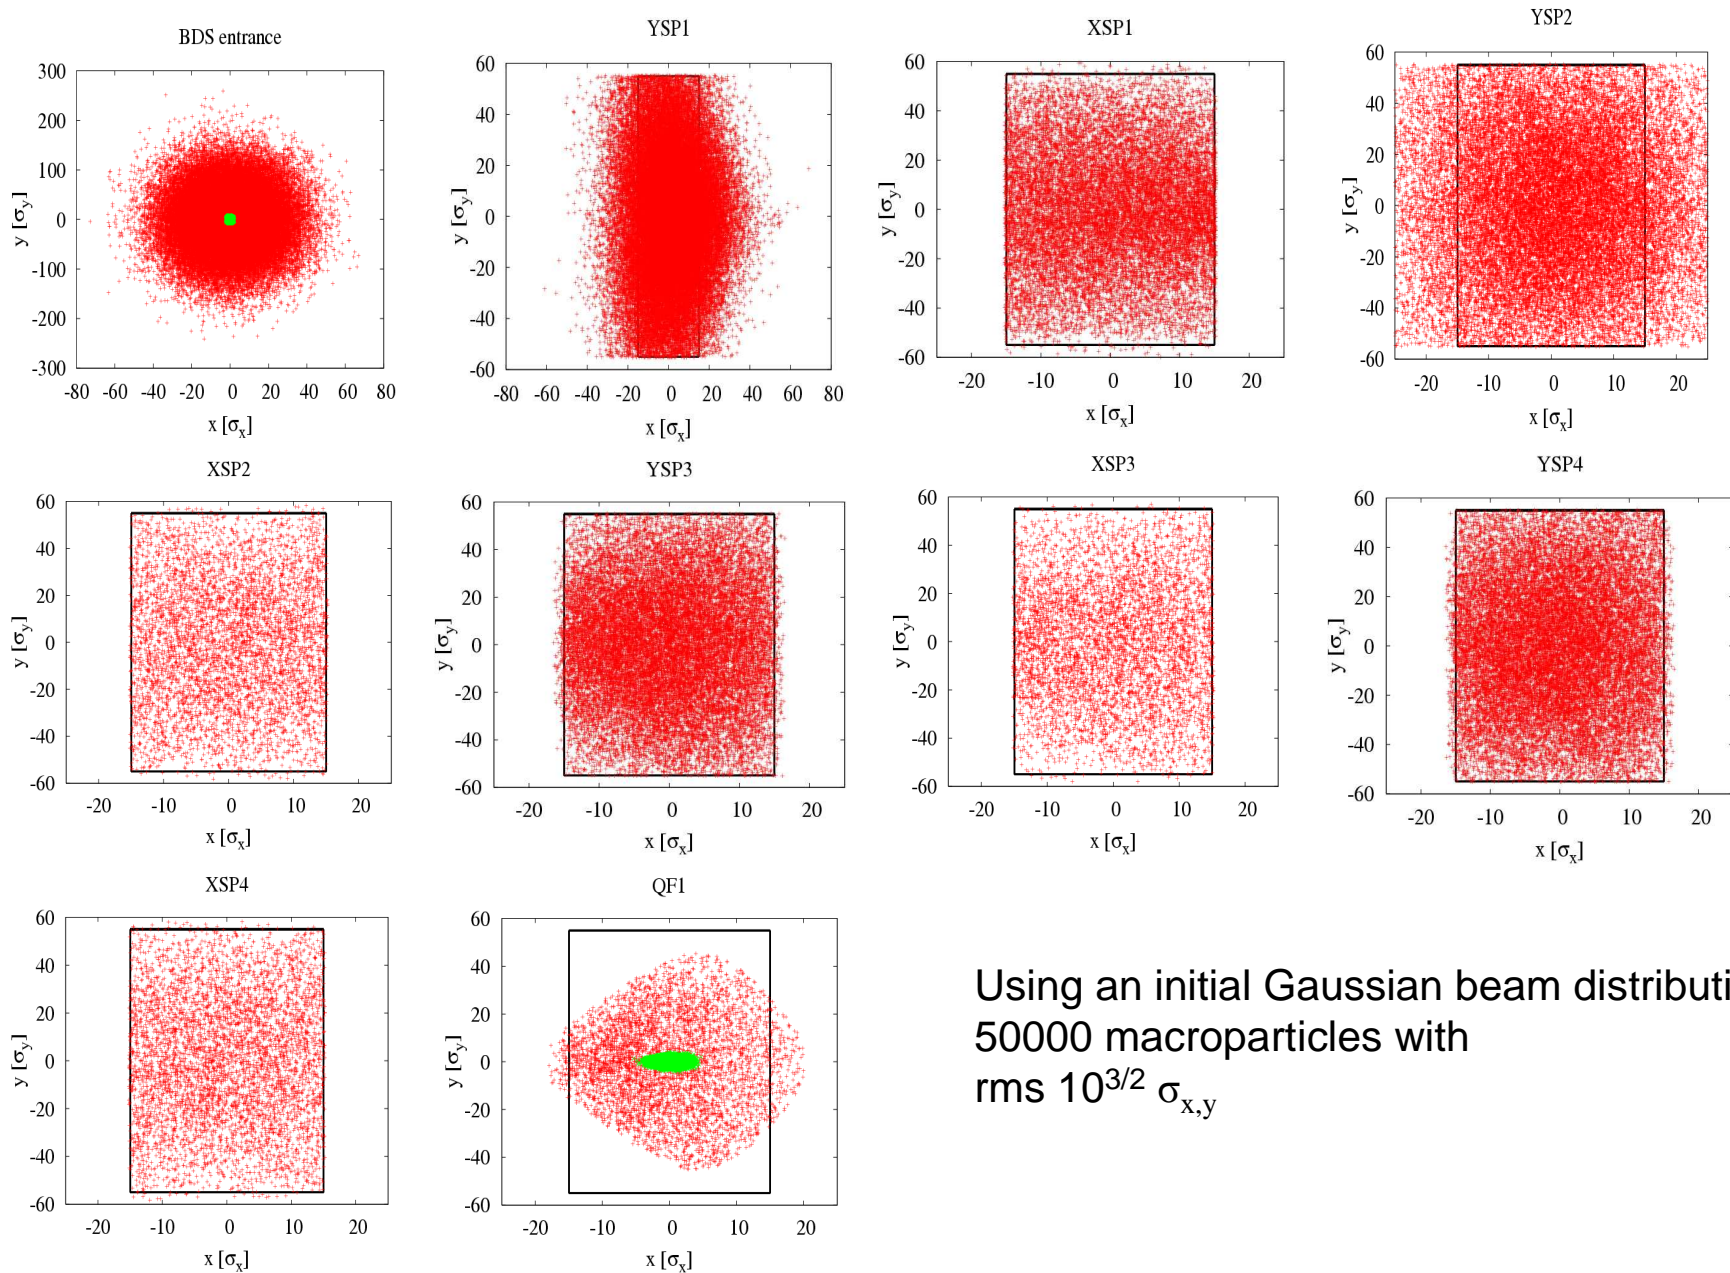 BDS entrance
300
200
100
0
-100
-200
-300
y [σy]
-80 -60 -40 -20 0 20 40 60 80
x [σx]
YSP1
60
40
20
0
-20
-40
-60
y [σy]
-80 -60 -40 -20 0 20 40 60 80
x [σx]
XSP1
60
40
20
0
-20
-40
-60
y [σy]
-20 -10 0 10 20
x [σx]
YSP2
60
40
20
0
-20
-40
-60
y [σy]
-20 -10 0 10 20
x [σx]
XSP2
60
40
20
0
-20
-40
-60
y [σy]
-20 -10 0 10 20
x [σx]
YSP3
60
40
20
0
-20
-40
-60
y [σy]
-20 -10 0 10 20
x [σx]
XSP3
60
40
20
0
-20
-40
-60
y [σy]
-20 -10 0 10 20
x [σx]
YSP4
60
40
20
0
-20
-40
-60
y [σy]
-20 -10 0 10 20
x [σx]
XSP4
60
40
20
0
-20
-40
-60
y [σy]
-20 -10 0 10 20
x [σx]
QF1
60
40
20
0
-20
-40
-60
y [σy]
-20 -10 0 10 20
x [σx]
Using an initial Gaussian beam distributi
50000 macroparticles with
rms 10^3/2 σx,y